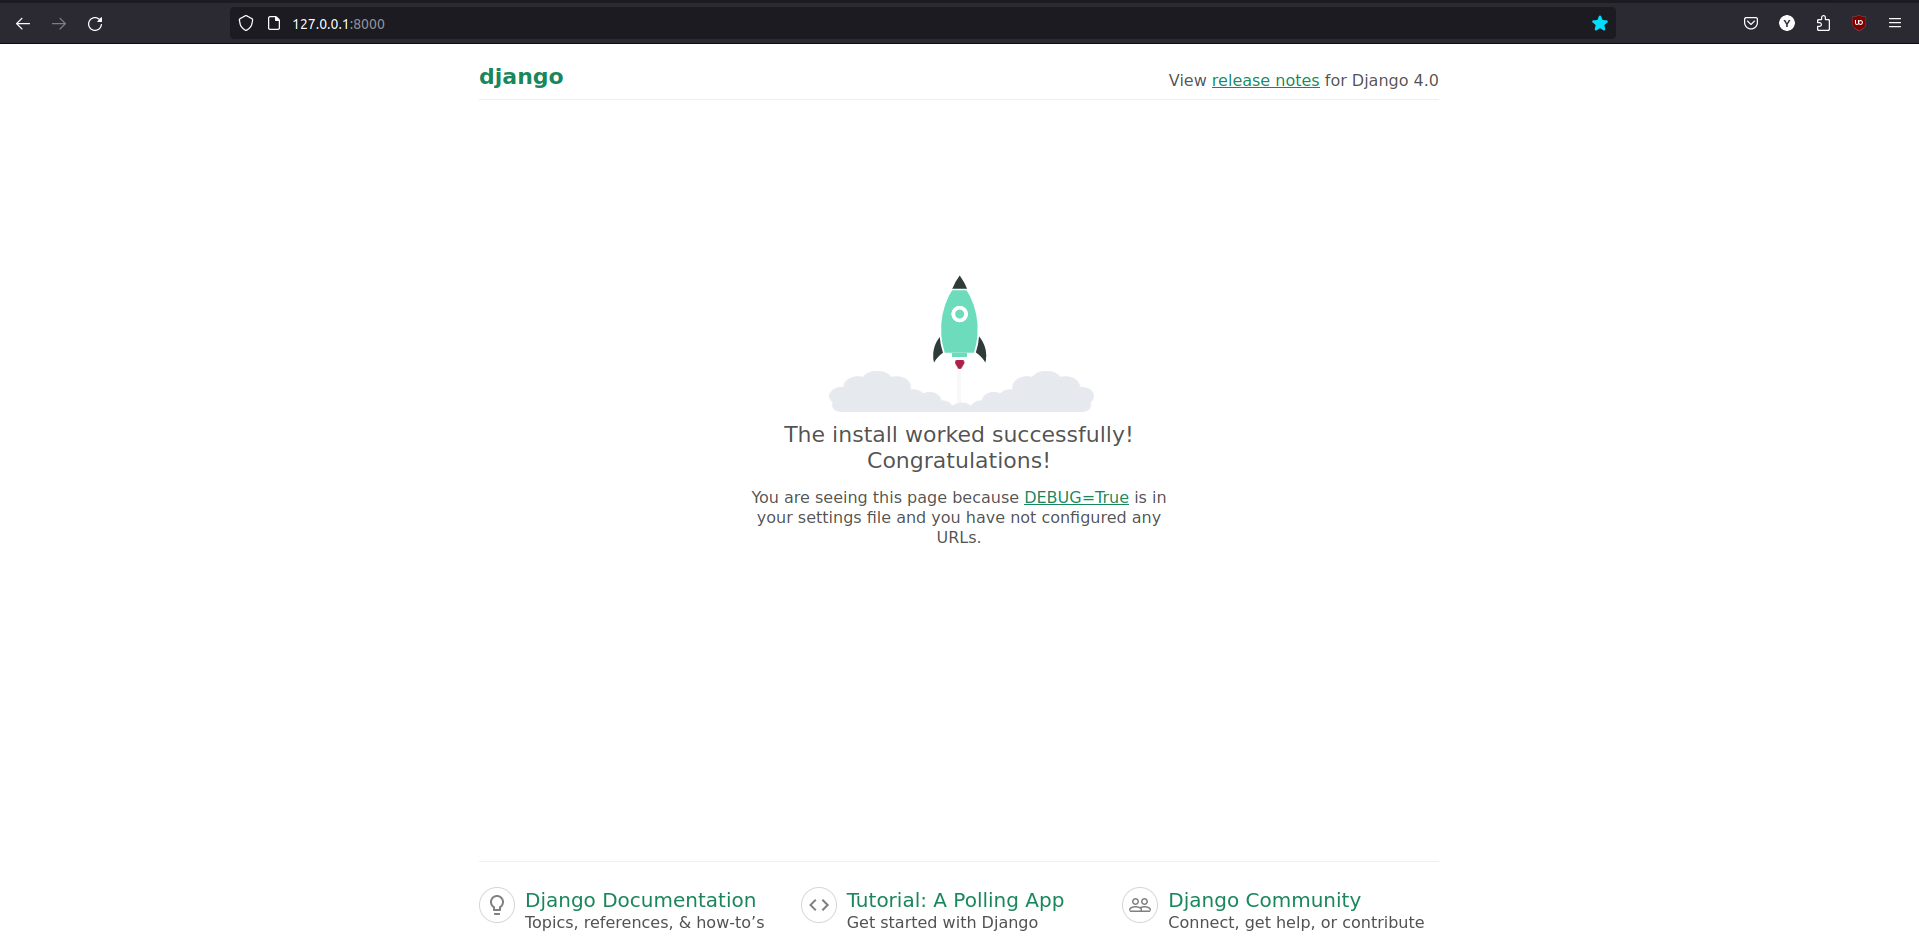 127.0.0.1:8000
django
View release notes for Django 4.0
The install worked successfully!
Congratulations!
You are seeing this page because DEBUG=True is in
your settings file and you have not configured any
URLs.
Django Documentation
Topics, references, & how-to’s
Tutorial: A Polling App
Get started with Django
Django Community
Connect, get help, or contribute